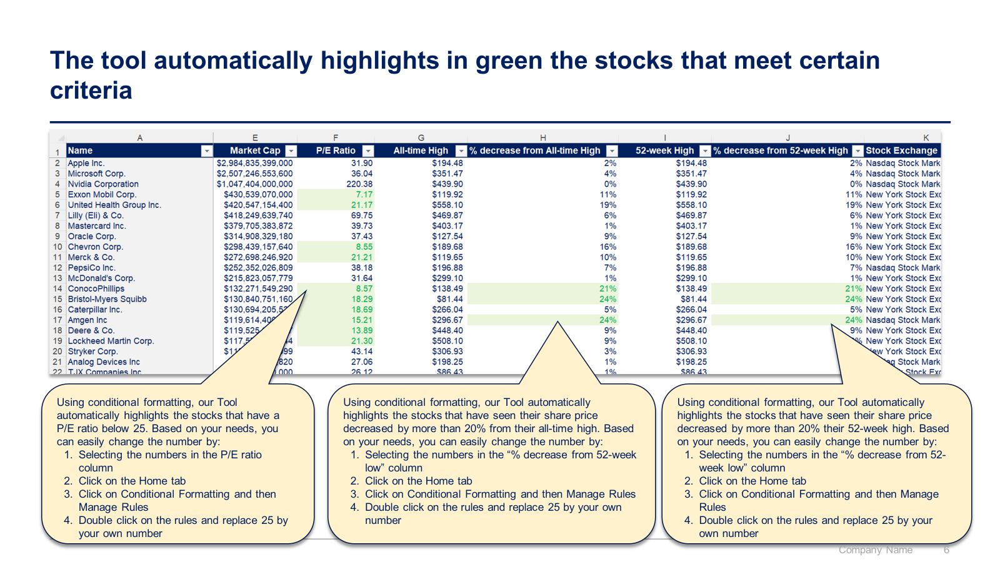 The tool automatically highlights in green the stocks that meet certain
criteria
A E F G H I J K
1 Name Market Cap P/E Ratio All-time High % decrease from All-time High 52-week High % decrease from 52-week High Stock Exchange
2 Apple Inc. $2,984,835,399,000 31.90 $194.48 2% $194.48 2% Nasdaq Stock Mark
3 Microsoft Corp. $2,507,246,553,600 36.04 $351.47 4% $351.47 4% Nasdaq Stock Mark
4 Nvidia Corporation $1,047,404,000,000 220.38 $439.90 0% $439.90 0% Nasdaq Stock Mark
5 Exxon Mobil Corp. $430,539,070,000 7.17 $119.92 11% $119.92 11% New York Stock Exc
6 United Health Group Inc. $420,547,154,400 21.17 $558.10 19% $558.10 19% New York Stock Exc
7 Lilly (Eli) & Co. $418,249,639,740 69.75 $469.87 6% $469.87 6% New York Stock Exc
8 Mastercard Inc. $379,705,383,872 39.73 $403.17 1% $403.17 1% New York Stock Exc
9 Oracle Corp. $314,908,329,180 37.43 $127.54 9% $127.54 9% New York Stock Exc
10 Chevron Corp. $298,439,157,640 8.55 $189.68 16% $189.68 16% New York Stock Exc
11 Merck & Co. $272,698,246,920 21.21 $119.65 10% $119.65 10% New York Stock Exc
12 PepsiCo Inc. $252,352,026,809 38.18 $196.88 7% $196.88 7% Nasdaq Stock Mark
13 McDonald's Corp. $215,823,057,779 31.64 $299.10 1% $299.10 1% New York Stock Exc
14 ConocoPhillips $132,271,549,290 8.57 $138.49 21% $138.49 21% New York Stock Exc
15 Bristol-Myers Squibb $130,840,751,160 18.29 $81.44 24% $81.44 24% New York Stock Exc
16 Caterpillar Inc. 18.69 $266.04 5% $266.04 5% New York Stock Exc
17 Amgen Inc 15.21 $296.67 24% $296.67 24% Nasdaq Stock Mark
18 Deere & Co. 13.89 $448.40 9% $448.40 9% New York Stock Exc
19 Lockheed Martin Corp. 21.30 $508.10 9% $508.10 New York Stock Exc
20 Stryker Corp. 43.14 $306.93 3% $306.93 York Stock Exc
21 Analog Devices Inc 27.06 $198.25 1% $198.25 Stock Mark
22 TJX Companies Inc 26.12 $86.43 1% $86.43 Stock Exc
Using conditional formatting, our Tool
automatically highlights the stocks that have a
P/E ratio below 25. Based on your needs, you
can easily change the number by:
1. Selecting the numbers in the P/E ratio
column
2. Click on the Home tab
3. Click on Conditional Formatting and then
Manage Rules
4. Double click on the rules and replace 25 by
your own number
Using conditional formatting, our Tool automatically
highlights the stocks that have seen their share price
decreased by more than 20% from their all-time high. Based
on your needs, you can easily change the number by:
1. Selecting the numbers in the “% decrease from 52-week
low” column
2. Click on the Home tab
3. Click on Conditional Formatting and then Manage Rules
4. Double click on the rules and replace 25 by your own
number
Using conditional formatting, our Tool automatically
highlights the stocks that have seen their share price
decreased by more than 20% their 52-week high. Based
on your needs, you can easily change the number by:
1. Selecting the numbers in the “% decrease from 52-
week low” column
2. Click on the Home tab
3. Click on Conditional Formatting and then Manage
Rules
4. Double click on the rules and replace 25 by your
own number
Company Name 6